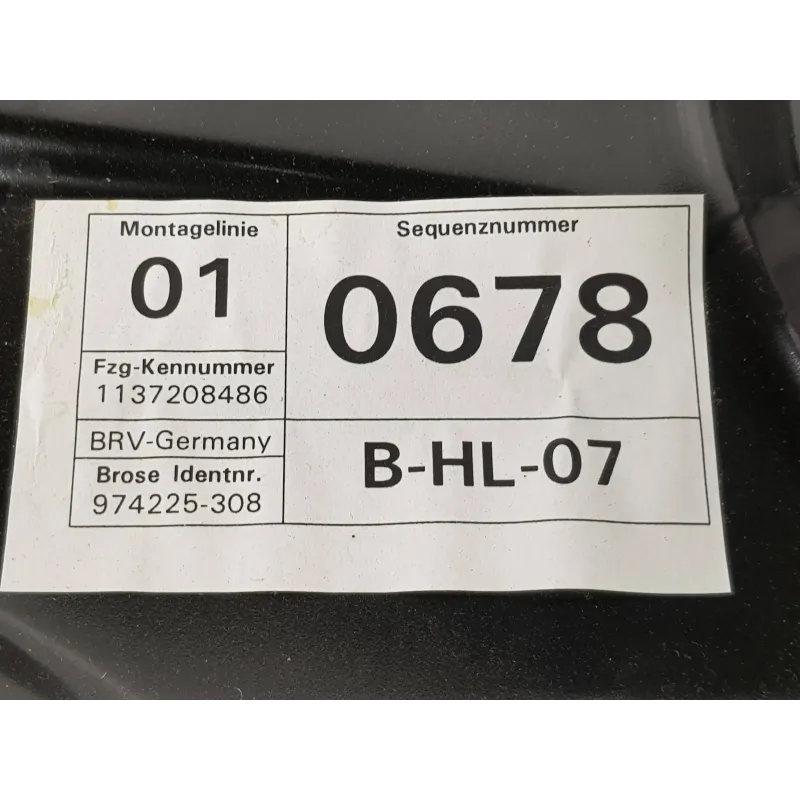 Montagelinie
01
Fzg-Kennummer
1137208486
BRV-Germany
Brose Identnr.
974225-308
Sequenznummer
0678
B-HL-07